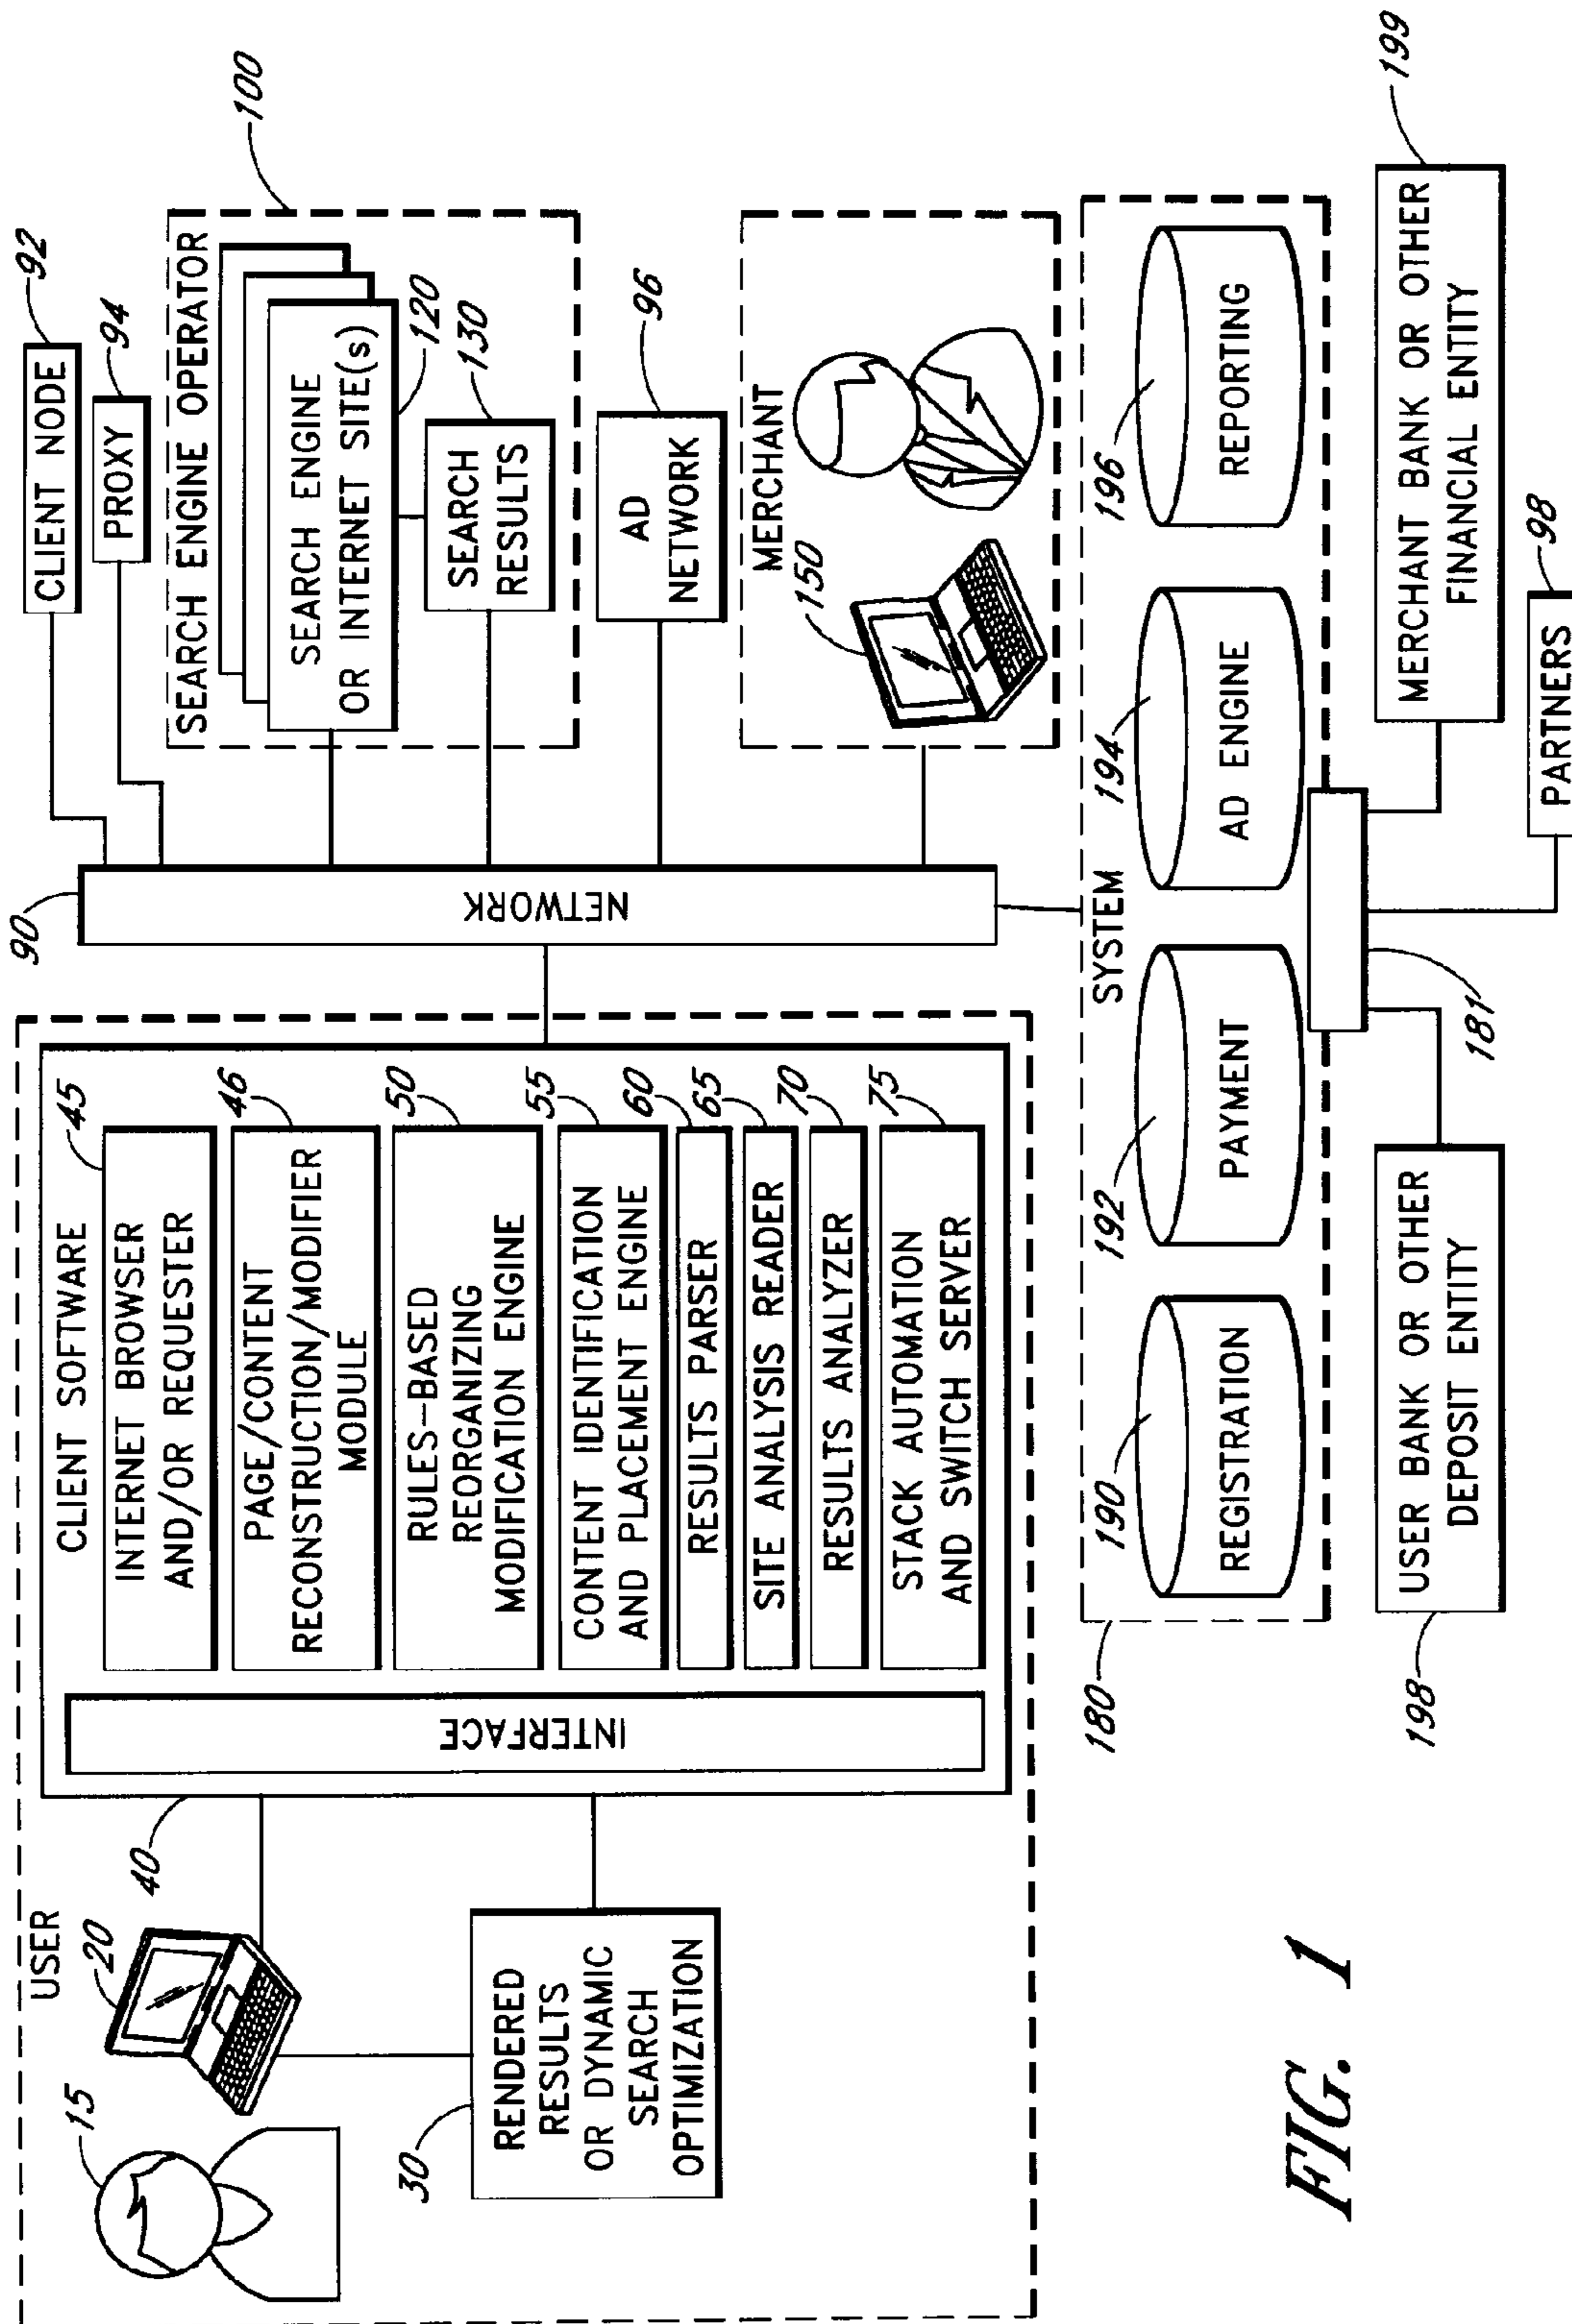 USER
15
20
30
RENDERED
RESULTS
OR DYNAMIC
SEARCH
OPTIMIZATION
40
INTERFACE
CLIENT SOFTWARE
45
INTERNET BROWSER
AND/OR REQUESTER
46
PAGE/CONTENT
RECONSTRUCTION/MODIFIER
MODULE
50
RULES-BASED
REORGANIZING
MODIFICATION ENGINE
55
CONTENT IDENTIFICATION
AND PLACEMENT ENGINE
60
RESULTS PARSER
65
SITE ANALYSIS READER
70
RESULTS ANALYZER
75
STACK AUTOMATION
AND SWITCH SERVER
90
NETWORK
CLIENT NODE
92
PROXY
94
100
SEARCH ENGINE OPERATOR
SEARCH ENGINE
OR INTERNET SITE(s)
120
SEARCH
RESULTS
130
AD
NETWORK
96
MERCHANT
150
180
SYSTEM
190
REGISTRATION
192
PAYMENT
194
AD ENGINE
196
REPORTING
181
198
USER BANK OR OTHER
DEPOSIT ENTITY
MERCHANT BANK OR OTHER
FINANCIAL ENTITY
199
PARTNERS
98
FIG. 1